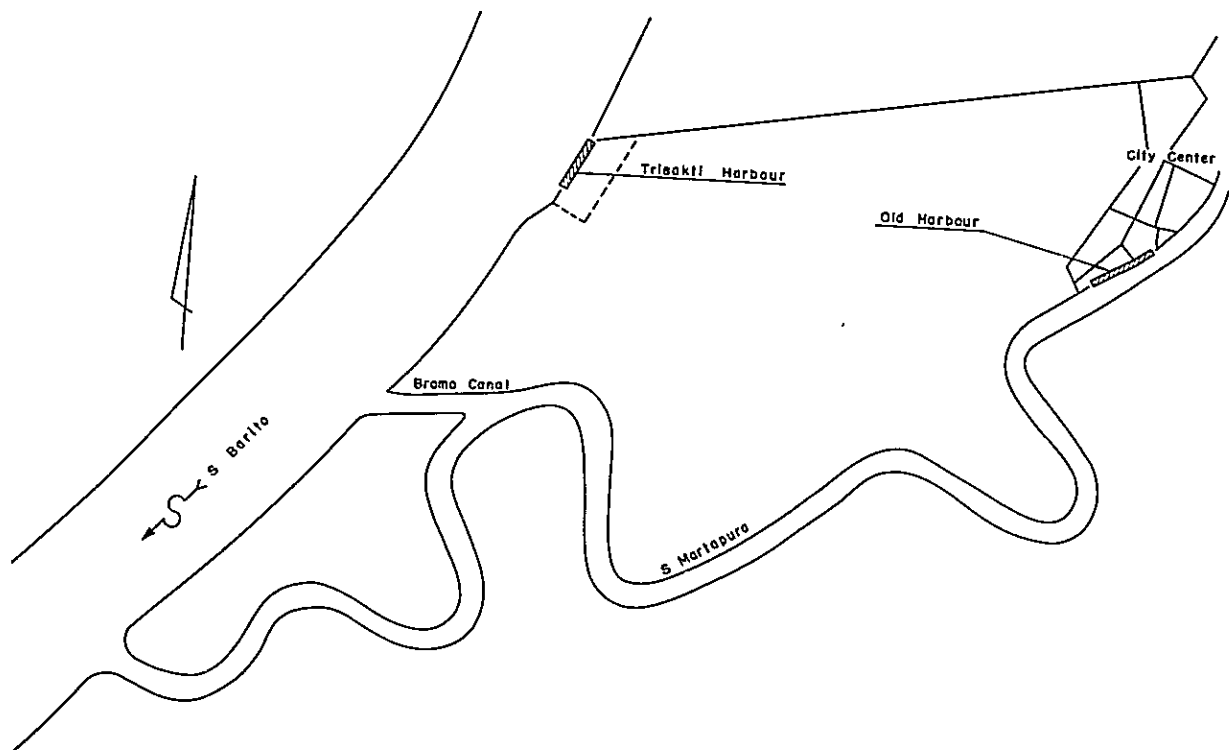 City Center
Trisakti Harbour
Old Harbour
Bromo Canal
S Barito
S Martapura